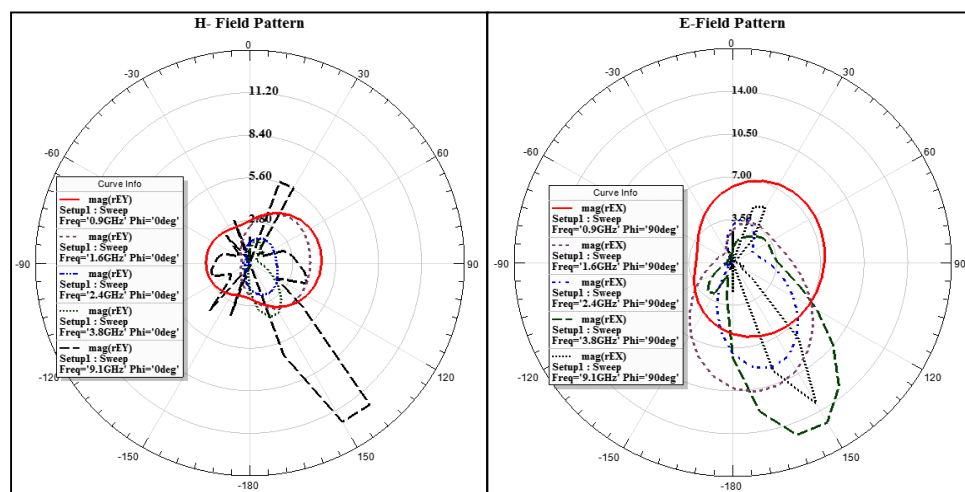 H- Field Pattern
0
-30
30
11.20
8.40
-60
60
5.60
2.80
Curve Info
mag(rEY)
Setup1 : Sweep
Freq='0.9GHz' Phi='0deg'
mag(rEY)
Setup1 : Sweep
Freq='1.6GHz' Phi='0deg'
mag(rEY)
Setup1 : Sweep
Freq='2.4GHz' Phi='0deg'
mag(rEY)
Setup1 : Sweep
Freq='3.8GHz' Phi='0deg'
mag(rEY)
Setup1 : Sweep
Freq='9.1GHz' Phi='0deg'
-90
90
-120
120
-150
150
-180
E-Field Pattern
0
-30
30
14.00
10.50
-60
60
7.00
3.50
Curve Info
mag(rEX)
Setup1 : Sweep
Freq='0.9GHz' Phi='90deg'
mag(rEX)
Setup1 : Sweep
Freq='1.6GHz' Phi='90deg'
mag(rEX)
Setup1 : Sweep
Freq='2.4GHz' Phi='90deg'
mag(rEX)
Setup1 : Sweep
Freq='3.8GHz' Phi='90deg'
mag(rEX)
Setup1 : Sweep
Freq='9.1GHz' Phi='90deg'
-90
90
-120
120
-150
150
-180